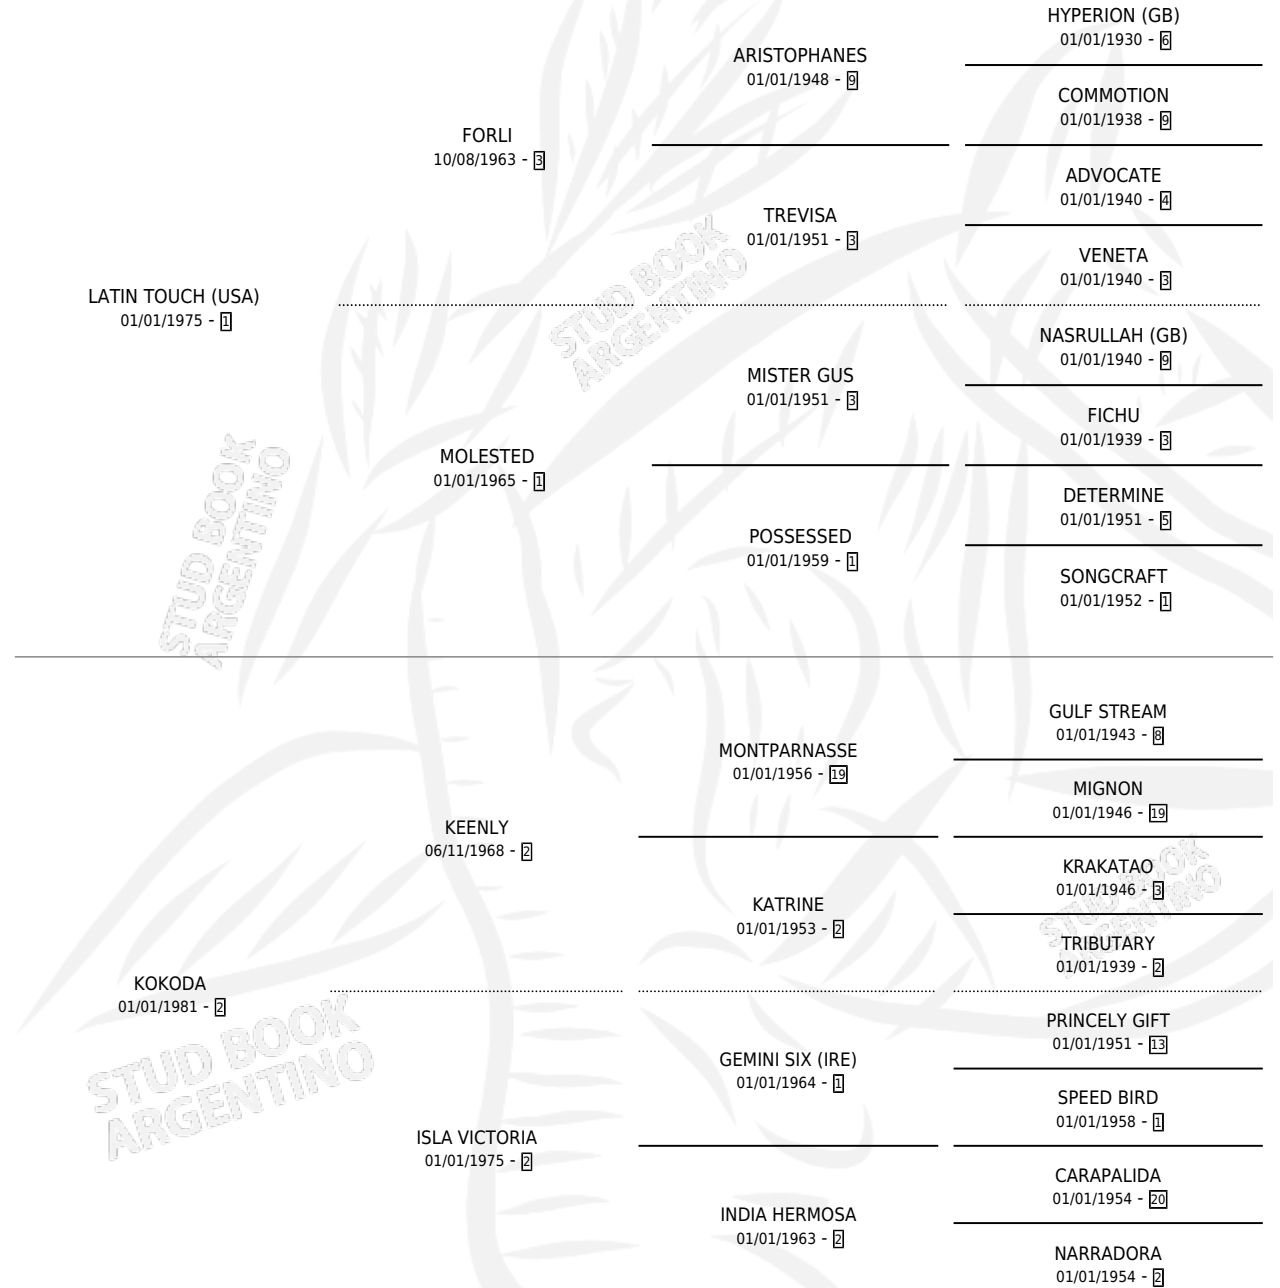 HYPERION (GB)
01/01/1930 - 6
ARISTOPHANES
01/01/1948 - 9
COMMOTION
01/01/1938 - 9
FORLI
10/08/1963 - 3
ADVOCATE
01/01/1940 - 4
TREVISA
01/01/1951 - 3
VENETA
01/01/1940 - 3
LATIN TOUCH (USA)
01/01/1975 - 1
NASRULLAH (GB)
01/01/1940 - 9
MISTER GUS
01/01/1951 - 3
FICHU
01/01/1939 - 3
MOLESTED
01/01/1965 - 1
DETERMINE
01/01/1951 - 5
POSSESSED
01/01/1959 - 1
SONGCRAFT
01/01/1952 - 1
GULF STREAM
01/01/1943 - 8
MONTPARNASSE
01/01/1956 - 19
MIGNON
01/01/1946 - 19
KEENLY
06/11/1968 - 2
KRAKATAO
01/01/1946 - 3
KATRINE
01/01/1953 - 2
TRIBUTARY
01/01/1939 - 2
KOKODA
01/01/1981 - 2
PRINCELY GIFT
01/01/1951 - 13
GEMINI SIX (IRE)
01/01/1964 - 1
SPEED BIRD
01/01/1958 - 1
ISLA VICTORIA
01/01/1975 - 2
CARAPALIDA
01/01/1954 - 20
INDIA HERMOSA
01/01/1963 - 2
NARRADORA
01/01/1954 - 2
STUD BOOK
ARGENTINO
STUD BOOK
ARGENTINO
STUD BOOK
ARGENTINO
STUD BOOK
ARGENTINO